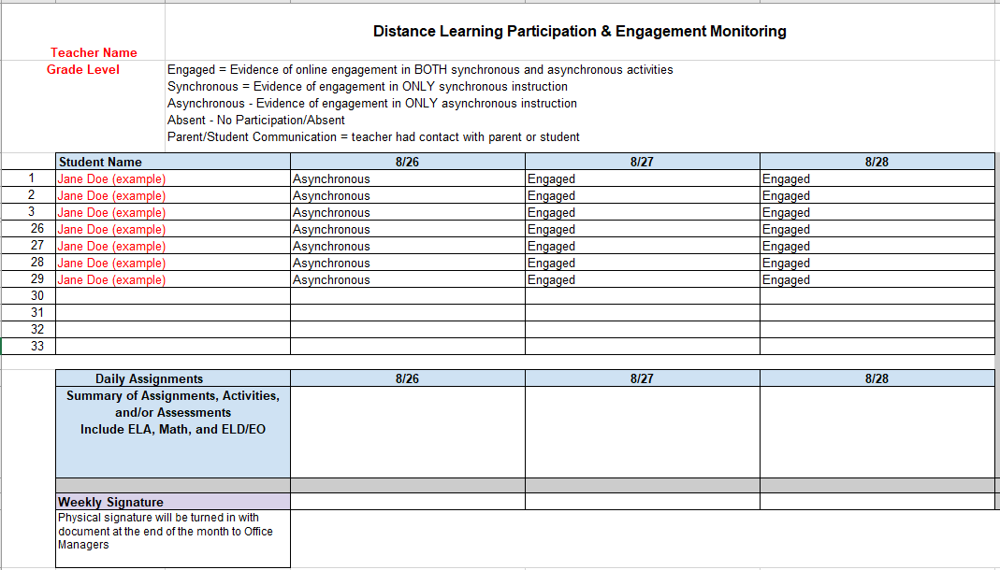 Distance Learning Participation & Engagement Monitoring
Teacher Name
Grade Level
Engaged = Evidence of online engagement in BOTH synchronous and asynchronous activities
Synchronous = Evidence of engagement in ONLY synchronous instruction
Asynchronous - Evidence of engagement in ONLY asynchronous instruction
Absent - No Participation/Absent
Parent/Student Communication = teacher had contact with parent or student
Student Name 8/26 8/27 8/28
1 Jane Doe (example) Asynchronous Engaged Engaged
2 Jane Doe (example) Asynchronous Engaged Engaged
3 Jane Doe (example) Asynchronous Engaged Engaged
26 Jane Doe (example) Asynchronous Engaged Engaged
27 Jane Doe (example) Asynchronous Engaged Engaged
28 Jane Doe (example) Asynchronous Engaged Engaged
29 Jane Doe (example) Asynchronous Engaged Engaged
30
31
32
33
Daily Assignments 8/26 8/27 8/28
Summary of Assignments, Activities,
and/or Assessments
Include ELA, Math, and ELD/EO
Weekly Signature
Physical signature will be turned in with
document at the end of the month to Office
Managers